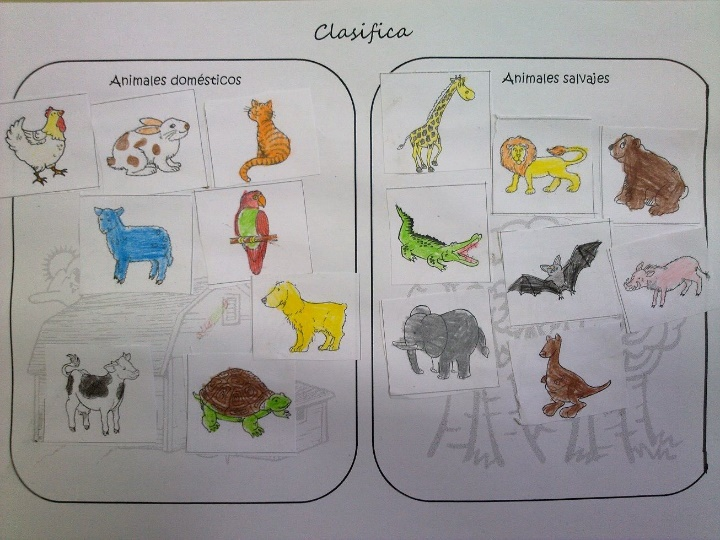 Clasifica
Animales domésticos
Animales salvajes